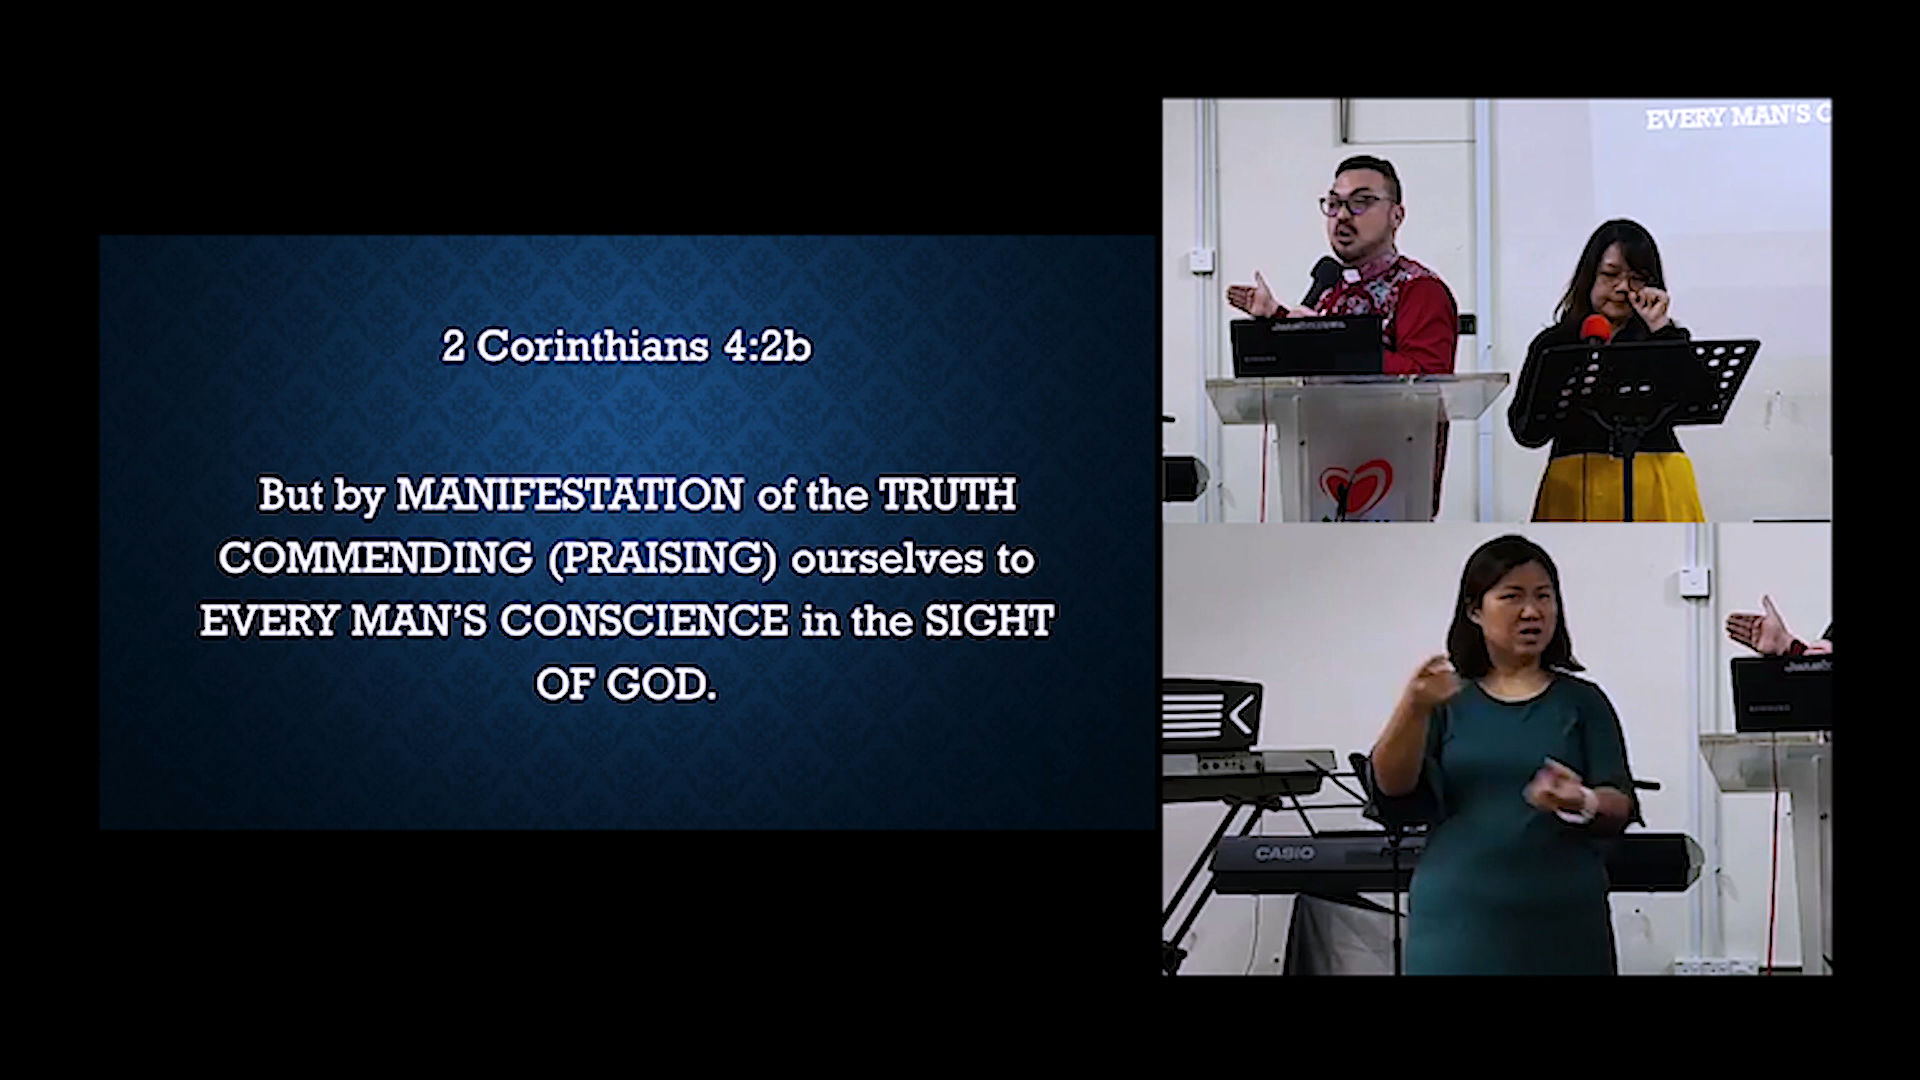 2 Corinthians 4:2b
But by MANIFESTATION of the TRUTH
COMMENDING (PRAISING) ourselves to
EVERY MAN'S CONSCIENCE in the SIGHT
OF GOD.
EVERY MAN'S C
CASIO